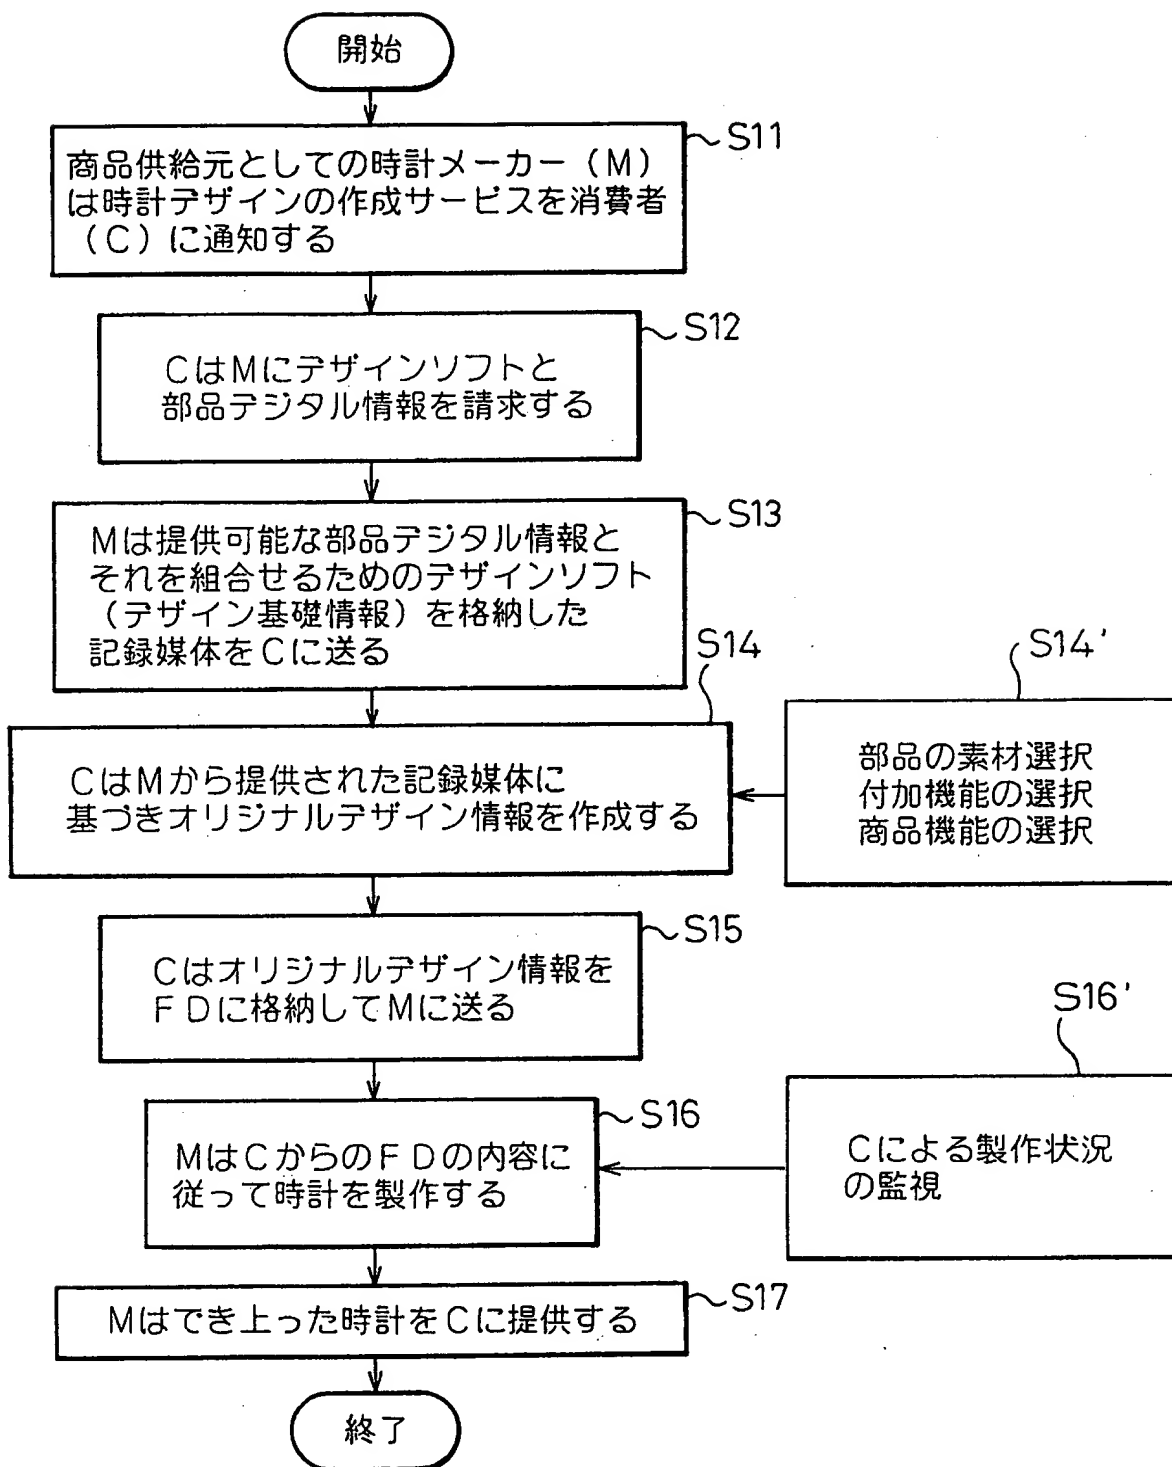 開始
S11
商品供給元としての時計メーカー（M）
は時計デザインの作成サービスを消費者
（C）に通知する
S12
CはMにデザインソフトと
部品デジタル情報を請求する
S13
Mは提供可能な部品デジタル情報と
それを組合せるためのデザインソフト
（デザイン基礎情報）を格納した
記録媒体をCに送る
S14
CはMから提供された記録媒体に
基づきオリジナルデザイン情報を作成する
S14'
部品の素材選択
付加機能の選択
商品機能の選択
S15
Cはオリジナルデザイン情報を
FDに格納してMに送る
S16
MはCからのFDの内容に
従って時計を製作する
S16'
Cによる製作状況
の監視
S17
Mはでき上った時計をCに提供する
終了